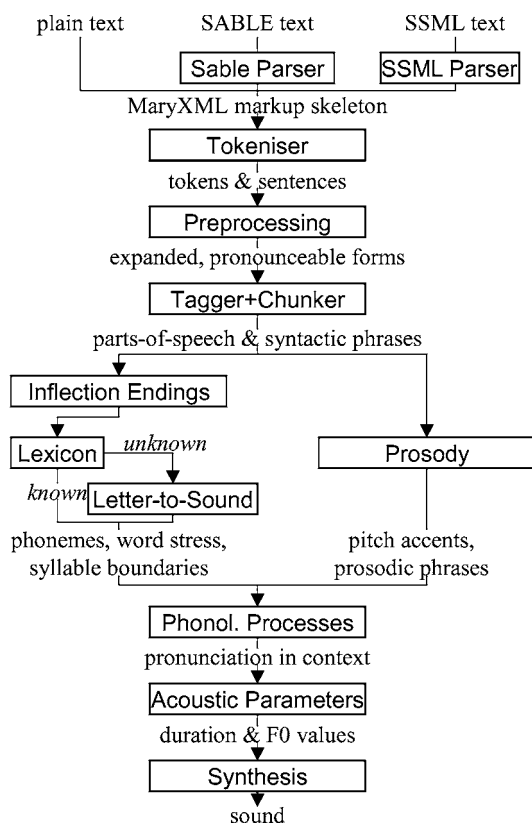 plain text SABLE text SSML text
Sable Parser SSML Parser
MaryXML markup skeleton
Tokeniser
tokens & sentences
Preprocessing
expanded, pronounceable forms
Tagger+Chunker
parts-of-speech & syntactic phrases
Inflection Endings
Lexicon unknown Prosody
known Letter-to-Sound
phonemes, word stress,
syllable boundaries
pitch accents,
prosodic phrases
Phonol. Processes
pronunciation in context
Acoustic Parameters
duration & F0 values
Synthesis
sound